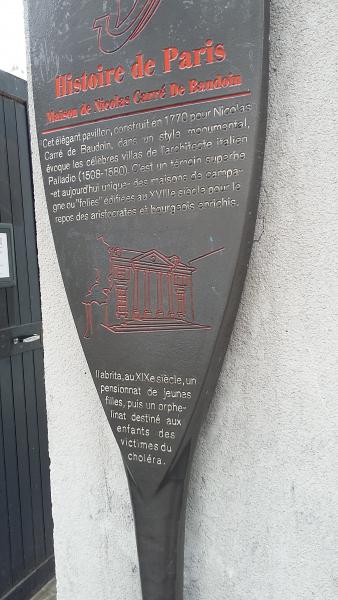 Histoire de Paris
Maison de Nicolas Carré De Baudoin
Cet élégant pavillon, construit en 1770 pour Nicolas
Carré de Baudoin, dans un style monumental,
évoque les célèbres villas de l'architecte italien
Palladio (1508-1580). C'est un témoin superbe
-et aujourd'hui unique- des maisons de campa-
gne ou "folies" édifiées au XVIIIe siècle pour le
repos des aristocrates et bourgeois enrichis.
Il abrita, au XIXe siècle, un
pensionnat de jeunes
filles, puis un orphe-
linat destiné aux
enfants des
victimes du
choléra.